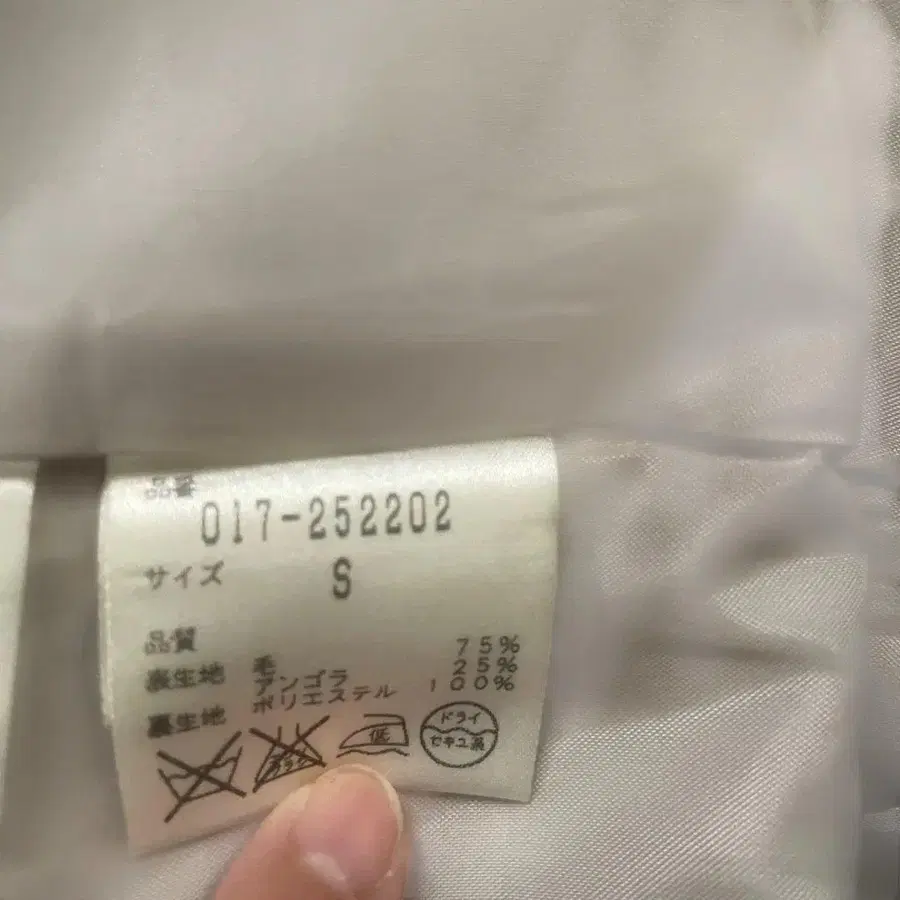 品番
017-252202
サイズ S
品質
表生地 毛 75%
アンゴラ 25%
裏生地 ポリエステル 100%
低
ドライ
セキユ系